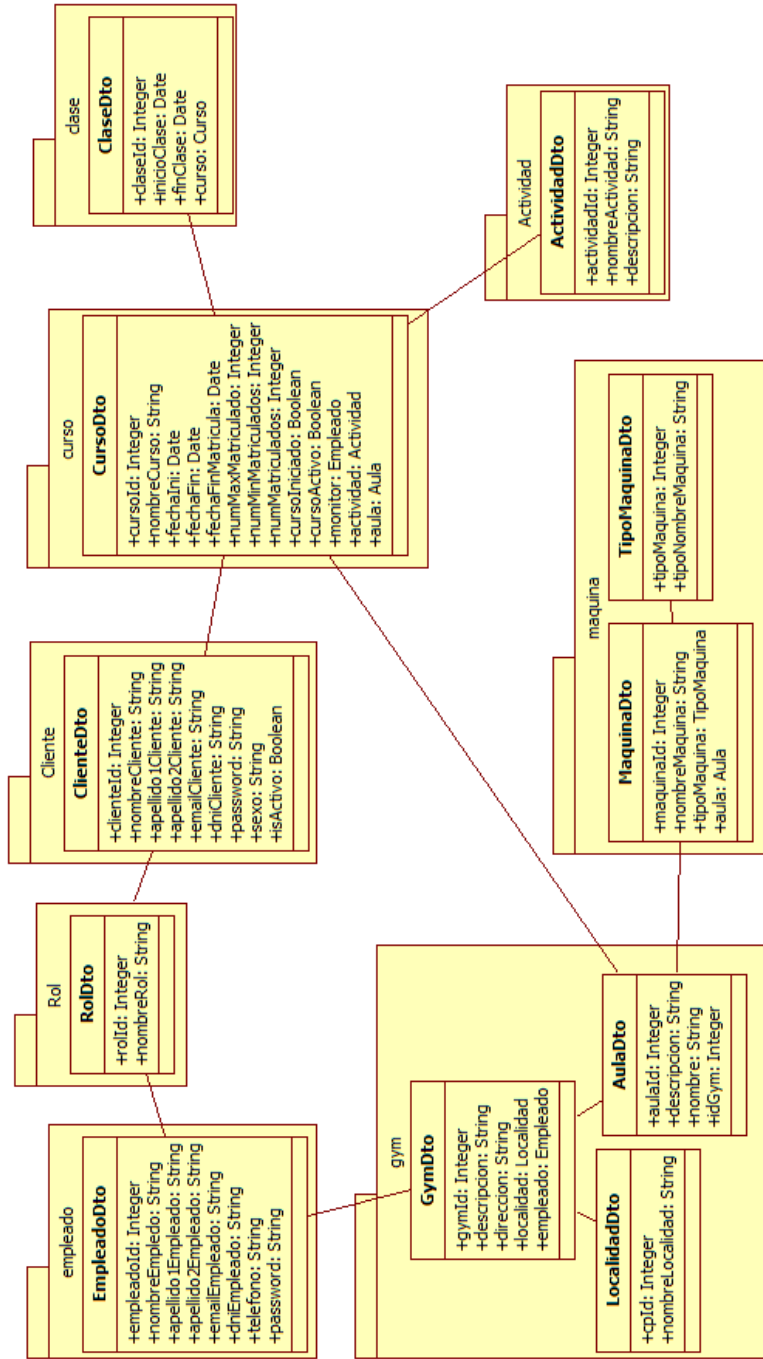 empleado
EmpleadoDto
+empleadoId: Integer
+nombreEmpledo: String
+apellido1Empleado: String
+apellido2Empleado: String
+emailEmpleado: String
+dniEmpleado: String
+telefono: String
+password: String
Rol
RolDto
+rolId: Integer
+nombreRol: String
Cliente
ClienteDto
+clienteId: Integer
+nombreCliente: String
+apellido1Cliente: String
+apellido2Cliente: String
+emailCliente: String
+dniCliente: String
+password: String
+sexo: String
+isActivo: Boolean
curso
CursoDto
+cursoId: Integer
+nombreCurso: String
+fechaIni: Date
+fechaFin: Date
+fechaFinMatricula: Date
+numMaxMatriculado: Integer
+numMinMatriculados: Integer
+numMatriculados: Integer
+cursoIniciado: Boolean
+cursoActivo: Boolean
+monitor: Empleado
+actividad: Actividad
+aula: Aula
clase
ClaseDto
+claseId: Integer
+inicioClase: Date
+finClase: Date
+curso: Curso
gym
GymDto
+gymId: Integer
+descripcion: String
+direccion: String
+localidad: Localidad
+empleado: Empleado
LocalidadDto
+cpId: Integer
+nombreLocalidad: String
AulaDto
+aulaId: Integer
+descripcion: String
+nombre: String
+idGym: Integer
maquina
MaquinaDto
+maquinaId: Integer
+nombreMaquina: String
+tipoMaquina: TipoMaquina
+aula: Aula
TipoMaquinaDto
+tipoMaquina: Integer
+tipoNombreMaquina: String
Actividad
ActividadDto
+actividadId: Integer
+nombreActividad: String
+descripcion: String